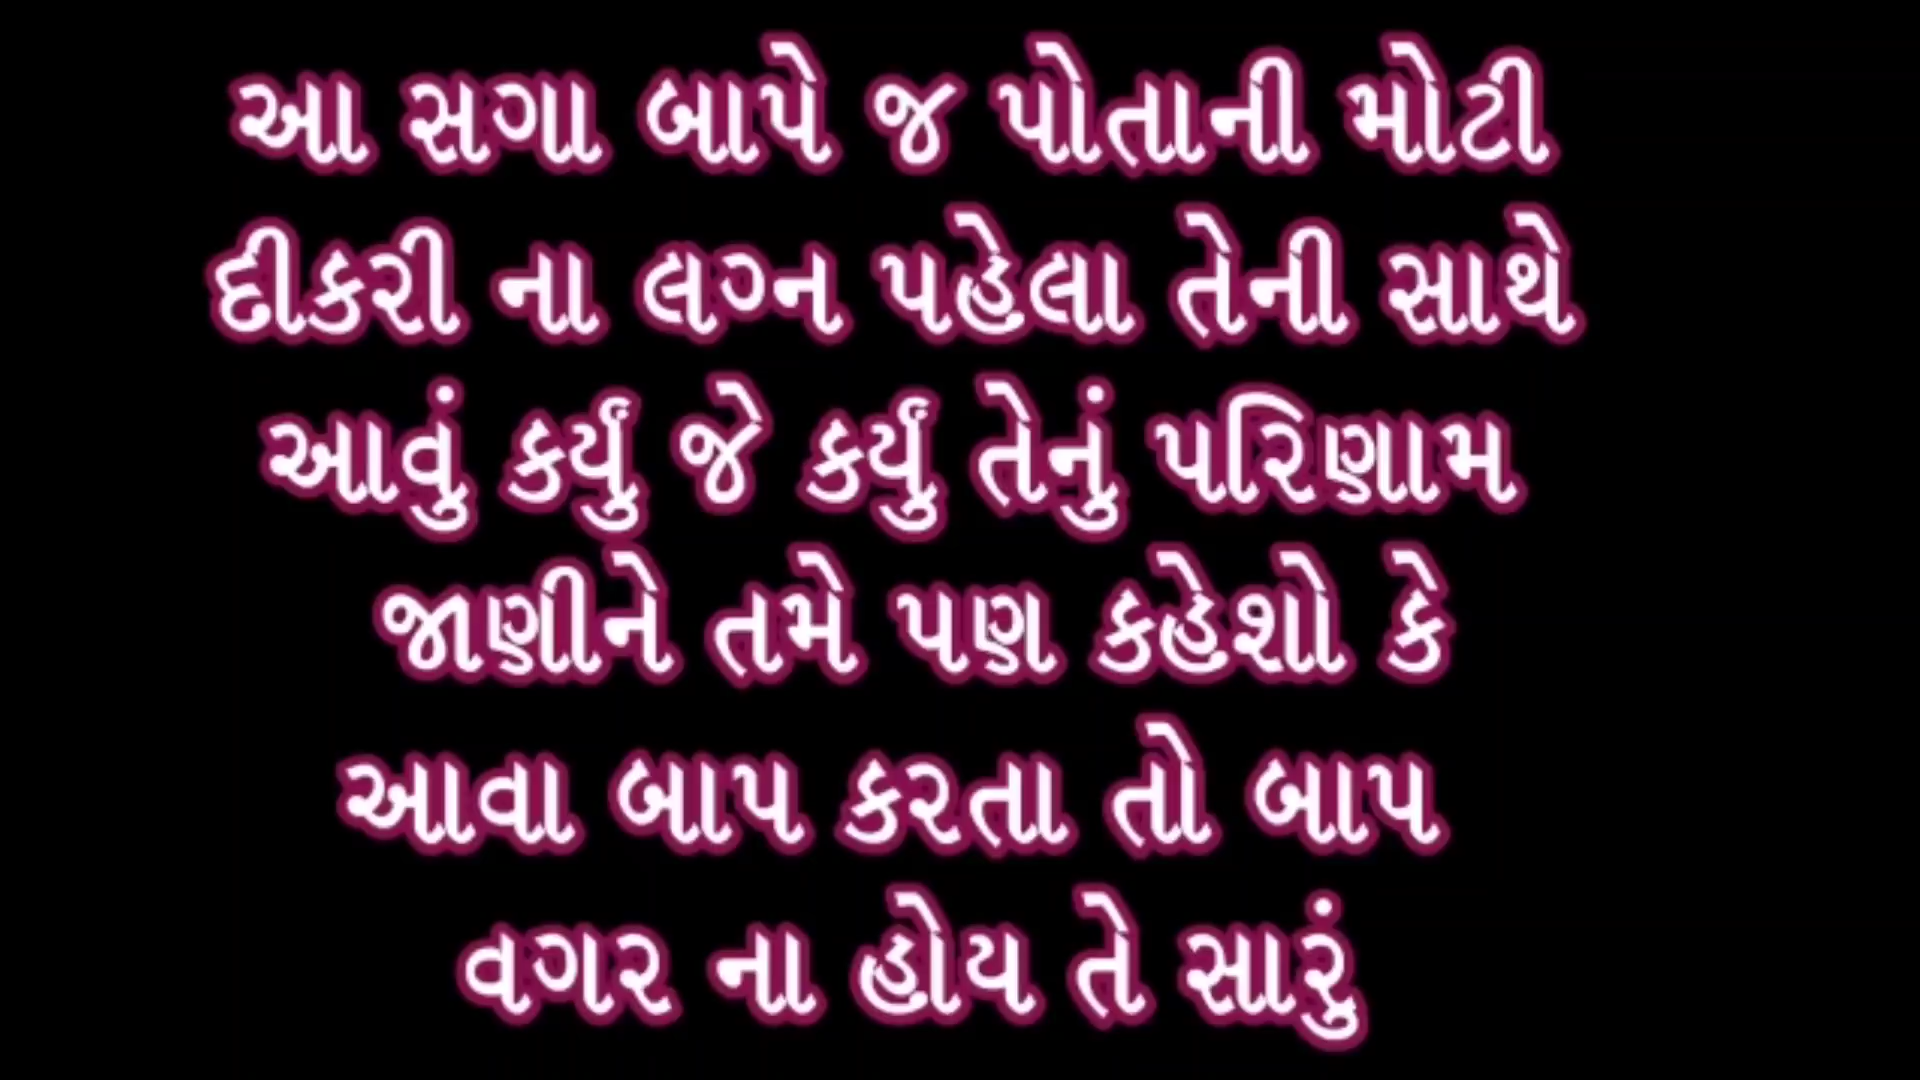 આ સગા બાપે જ પોતાની મોટી
દીકરી ના લગ્ન પહેલા તેની સાથે
આવું કર્યું જે કર્યું તેનું પરિણામ
જાણીને તમે પણ કહેશો કે
આવા બાપ કરતા તો બાપ
વગર ના હોય તે સારું